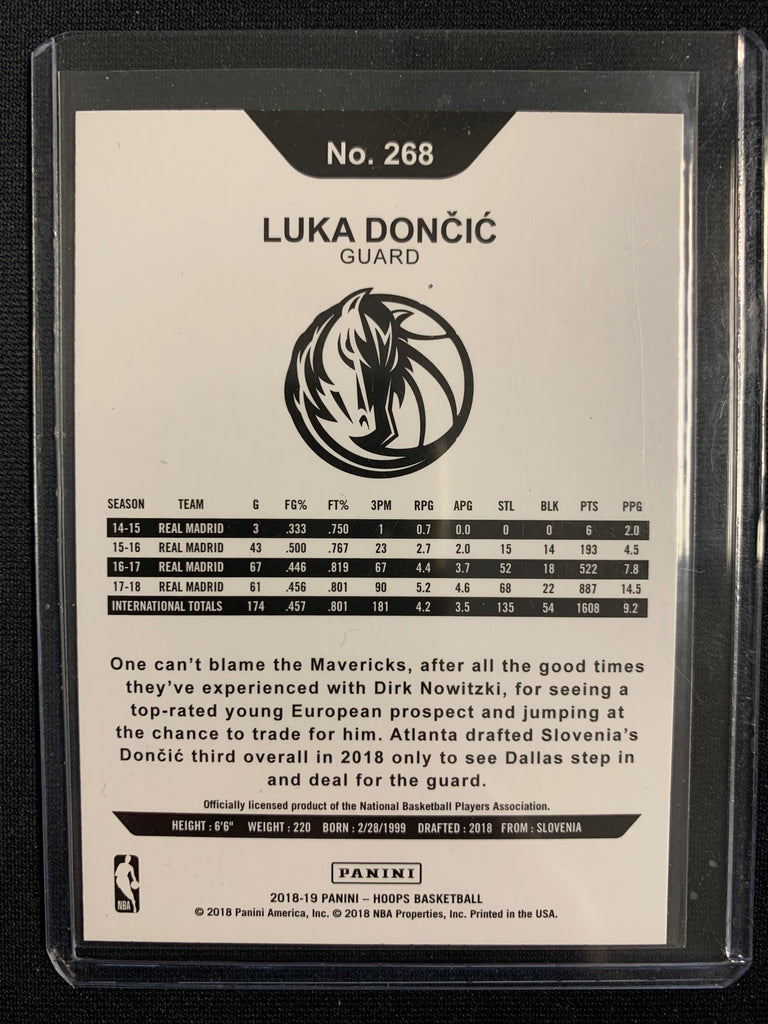 No. 268
LUKA DONČIĆ
GUARD
SEASON TEAM G FG% FT% 3PM RPG APG STL BLK PTS PPG
14-15 REAL MADRID 3 .333 .750 1 0.7 0.0 0 0 6 2.0
15-16 REAL MADRID 43 .500 .767 23 2.7 2.0 15 14 193 4.5
16-17 REAL MADRID 67 .446 .819 67 4.4 3.7 52 18 522 7.8
17-18 REAL MADRID 61 .456 .801 90 5.2 4.6 68 22 887 14.5
INTERNATIONAL TOTALS 174 .457 .801 181 4.2 3.5 135 54 1608 9.2
One can't blame the Mavericks, after all the good times
they've experienced with Dirk Nowitzki, for seeing a
top-rated young European prospect and jumping at
the chance to trade for him. Atlanta drafted Slovenia's
Dončić third overall in 2018 only to see Dallas step in
and deal for the guard.
Officially licensed product of the National Basketball Players Association.
HEIGHT : 6'6" WEIGHT : 220 BORN : 2/28/1999 DRAFTED : 2018 FROM : SLOVENIA
PANINI
NBA
2018-19 PANINI – HOOPS BASKETBALL
© 2018 Panini America, Inc. © 2018 NBA Properties, Inc. Printed in the USA.